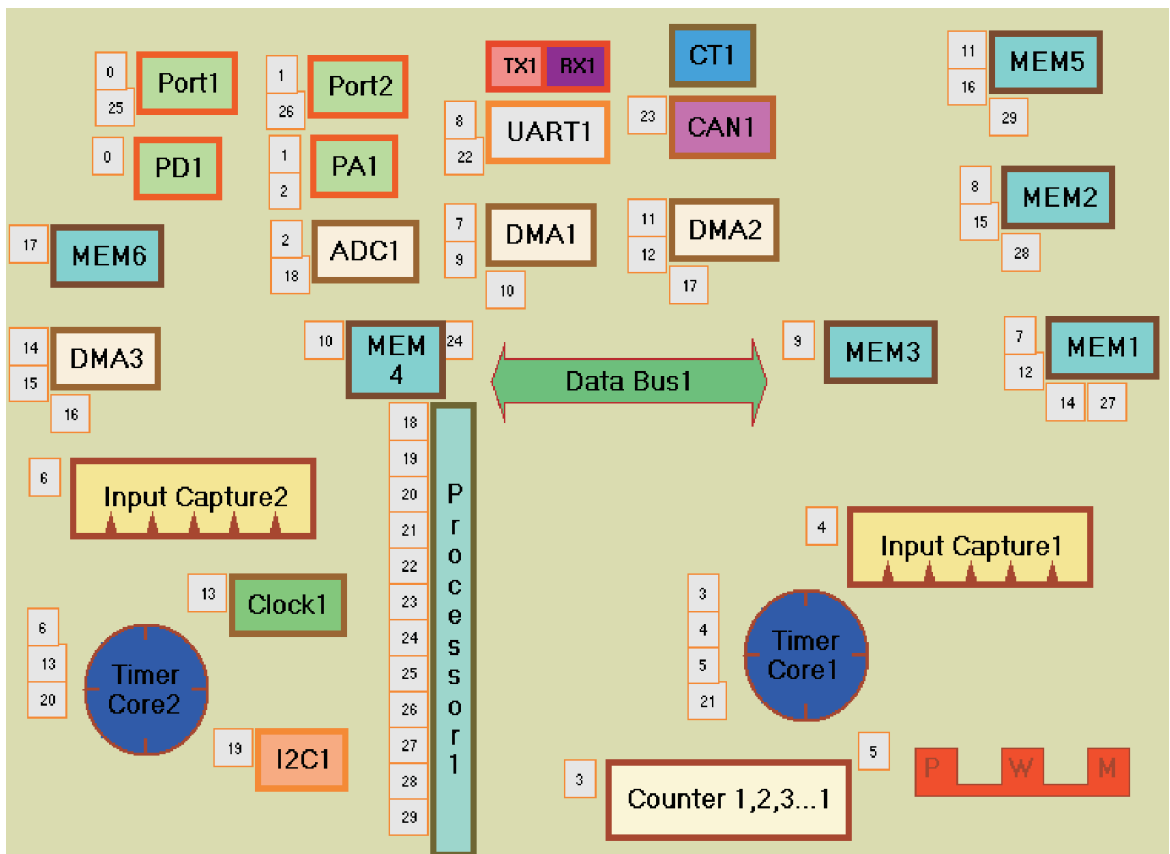 0
25
Port1
1
26
Port2
TX1 RX1
CT1
11
16
MEM5
29
0
PD1
1
2
PA1
8
22
UART1
23
CAN1
8
15
MEM2
28
17
MEM6
2
18
ADC1
7
9
DMA1
10
11
12
DMA2
17
14
15
DMA3
16
10
MEM
4
24
Data Bus1
9
MEM3
7
12
MEM1
14 27
18
19
20
21
22
23
24
25
26
27
28
29
Processor1
6
Input Capture2
4
Input Capture1
13
Clock1
6
13
20
Timer
Core2
3
4
5
21
Timer
Core1
19
I2C1
3
Counter 1,2,3...1
5
P W M